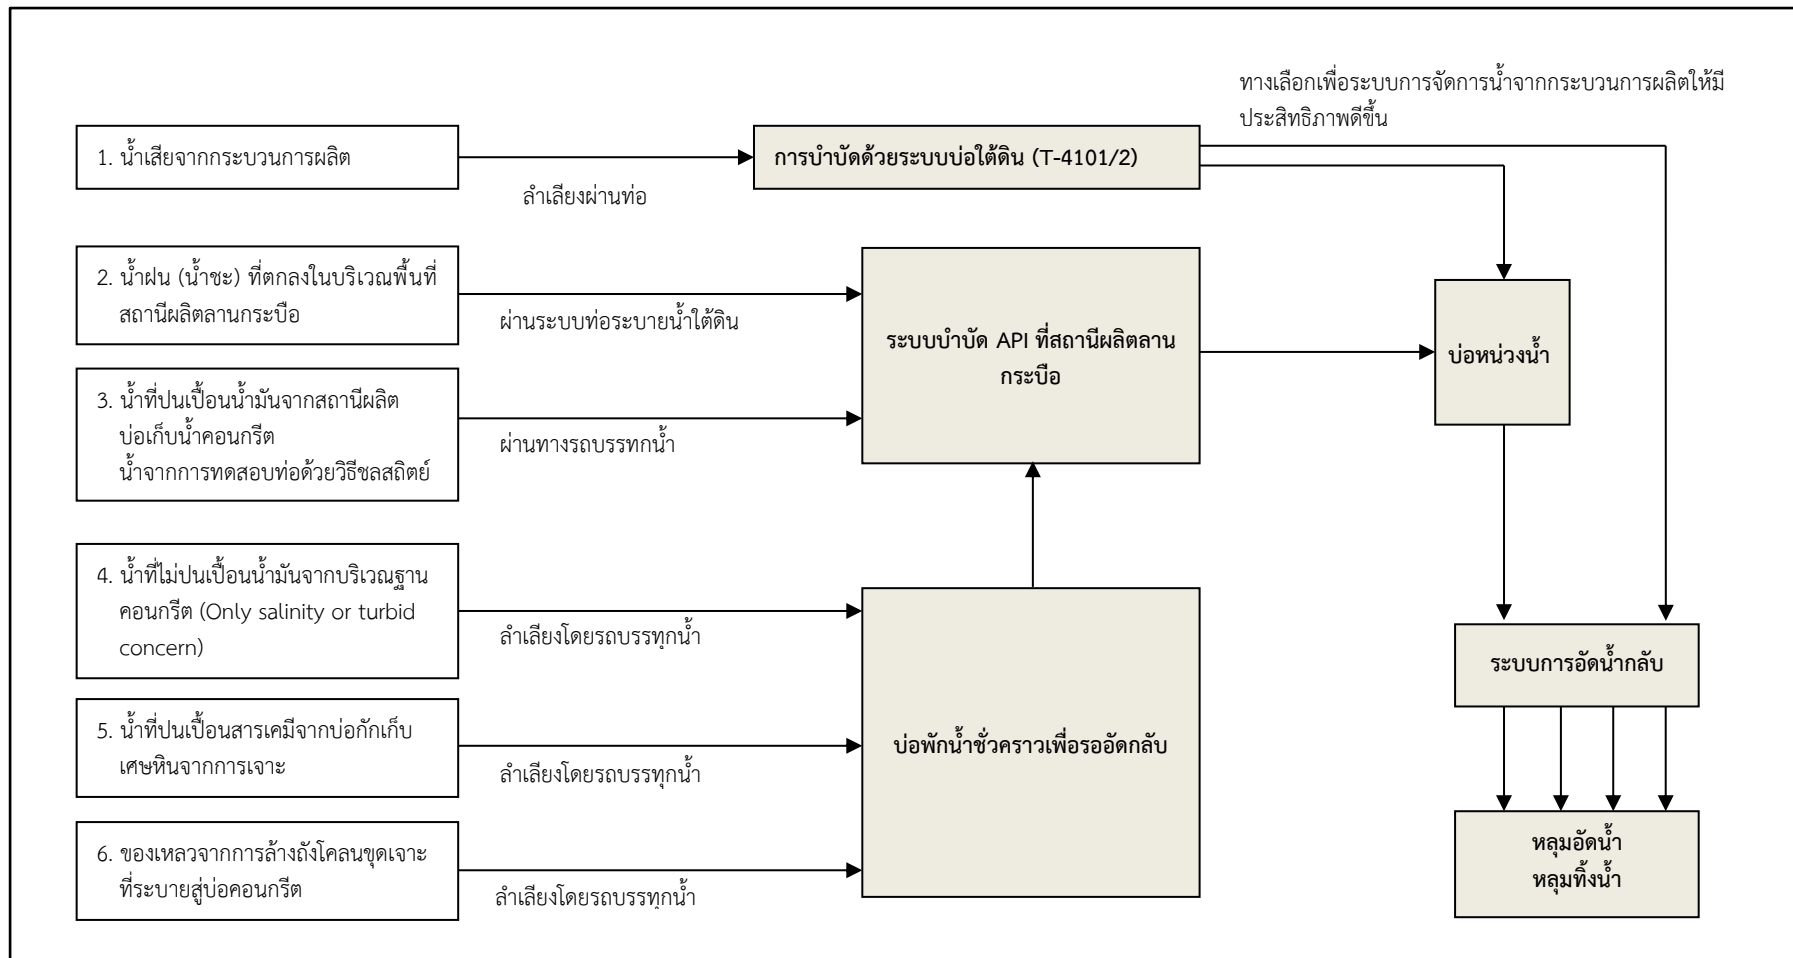 ทางเลือกเพื่อระบบการจัดการน้ำจากกระบวนการผลิตให้มี
ประสิทธิภาพดีขึ้น
1. น้ำเสียจากกระบวนการผลิต
ลำเลียงผ่านท่อ
การบำบัดด้วยระบบบ่อใต้ดิน (T-4101/2)
2. น้ำฝน (น้ำชะ) ที่ตกลงในบริเวณพื้นที่
สถานีผลิตลานกระบือ
ผ่านระบบท่อระบายน้ำใต้ดิน
3. น้ำที่ปนเปื้อนน้ำมันจากสถานีผลิต
บ่อเก็บน้ำคอนกรีต
น้ำจากการทดสอบท่อด้วยวิธีชลสถิตย์
ผ่านทางรถบรรทุกน้ำ
ระบบบำบัด API ที่สถานีผลิตลาน
กระบือ
บ่อหน่วงน้ำ
4. น้ำที่ไม่ปนเปื้อนน้ำมันจากบริเวณฐาน
คอนกรีต (Only salinity or turbid
concern)
ลำเลียงโดยรถบรรทุกน้ำ
5. น้ำที่ปนเปื้อนสารเคมีจากบ่อกักเก็บ
เศษหินจากการเจาะ
ลำเลียงโดยรถบรรทุกน้ำ
6. ของเหลวจากการล้างถังโคลนขุดเจาะ
ที่ระบายสู่บ่อคอนกรีต
ลำเลียงโดยรถบรรทุกน้ำ
บ่อพักน้ำชั่วคราวเพื่อรออัดกลับ
ระบบการอัดน้ำกลับ
หลุมอัดน้ำ
หลุมทิ้งน้ำ